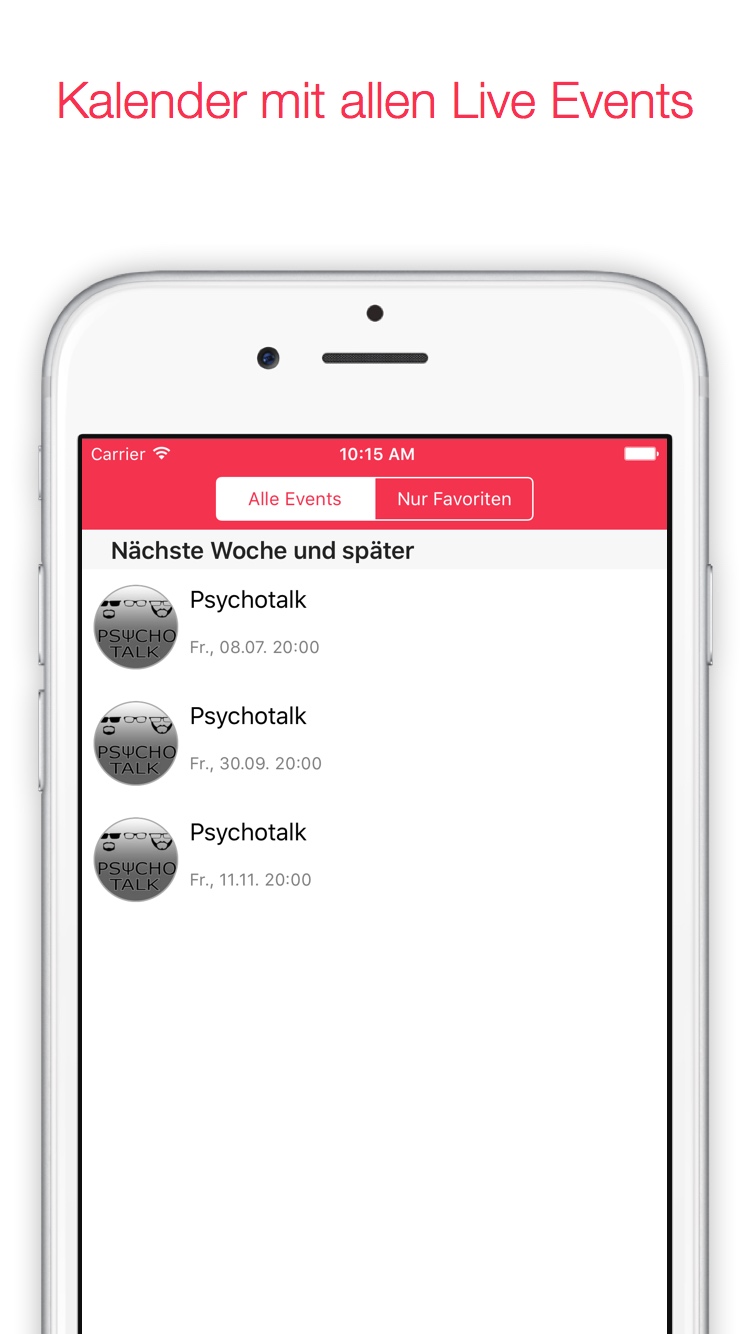 Kalender mit allen Live Events
Carrier 10:15 AM
Alle Events Nur Favoriten
Nächste Woche und später
PSΨCHO
TALK
Psychotalk
Fr., 08.07. 20:00
PSΨCHO
TALK
Psychotalk
Fr., 30.09. 20:00
PSΨCHO
TALK
Psychotalk
Fr., 11.11. 20:00